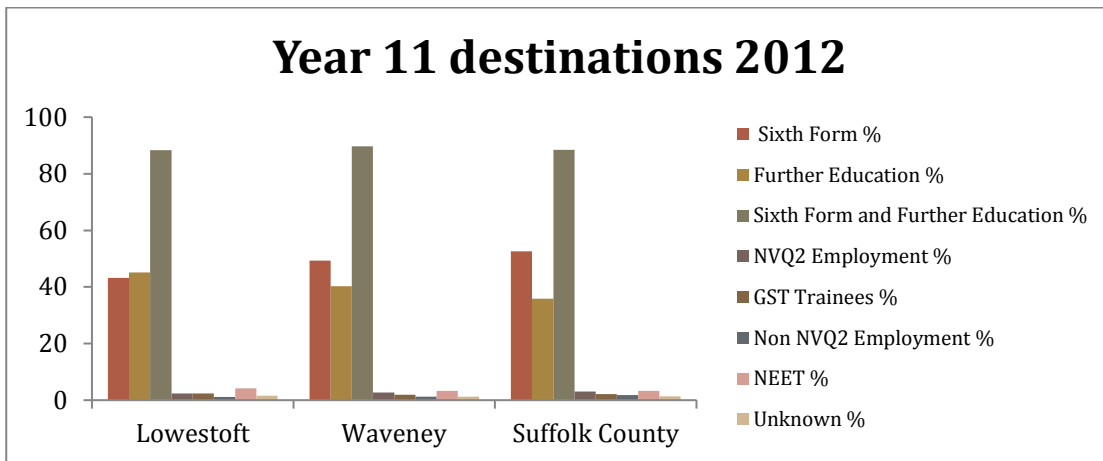 Year 11 destinations 2012
100
80
60
40
20
0
Lowestoft
Waveney
Suffolk County
Sixth Form %
Further Education %
Sixth Form and Further Education %
NVQ2 Employment %
GST Trainees %
Non NVQ2 Employment %
NEET %
Unknown %